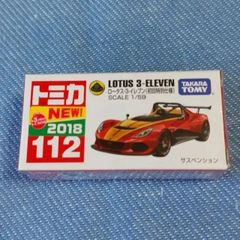 トミカ
NEW!
2018
112
LOTUS 3-ELEVEN
ロータス 3-イレブン(初回特別仕様)
SCALE 1/59
TAKARA
TOMY
サスペンション